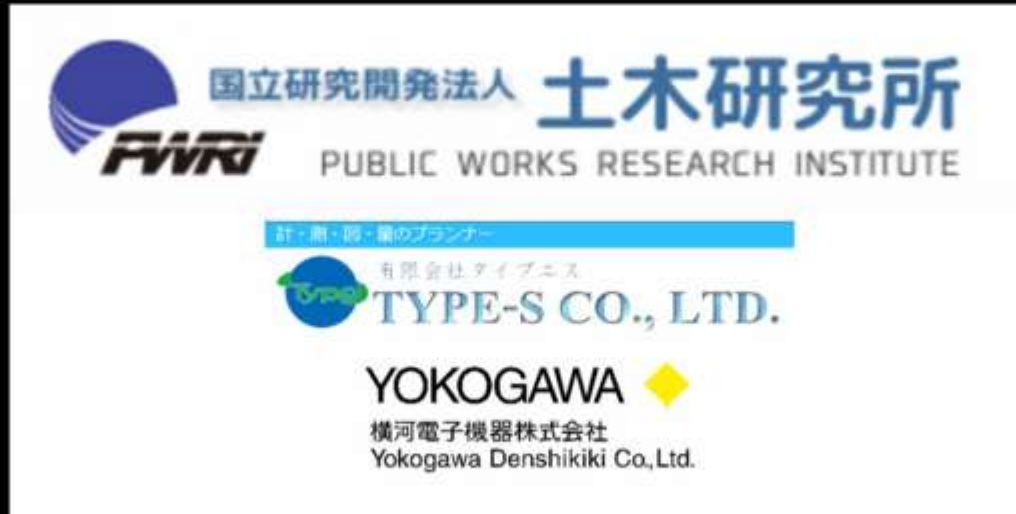 国立研究開発法人 土木研究所
PWRI
PUBLIC WORKS RESEARCH INSTITUTE
計・測・図・量のプランナー
有限会社タイプエス
Type
TYPE-S CO., LTD.
YOKOGAWA
横河電子機器株式会社
Yokogawa Denshikiki Co.,Ltd.